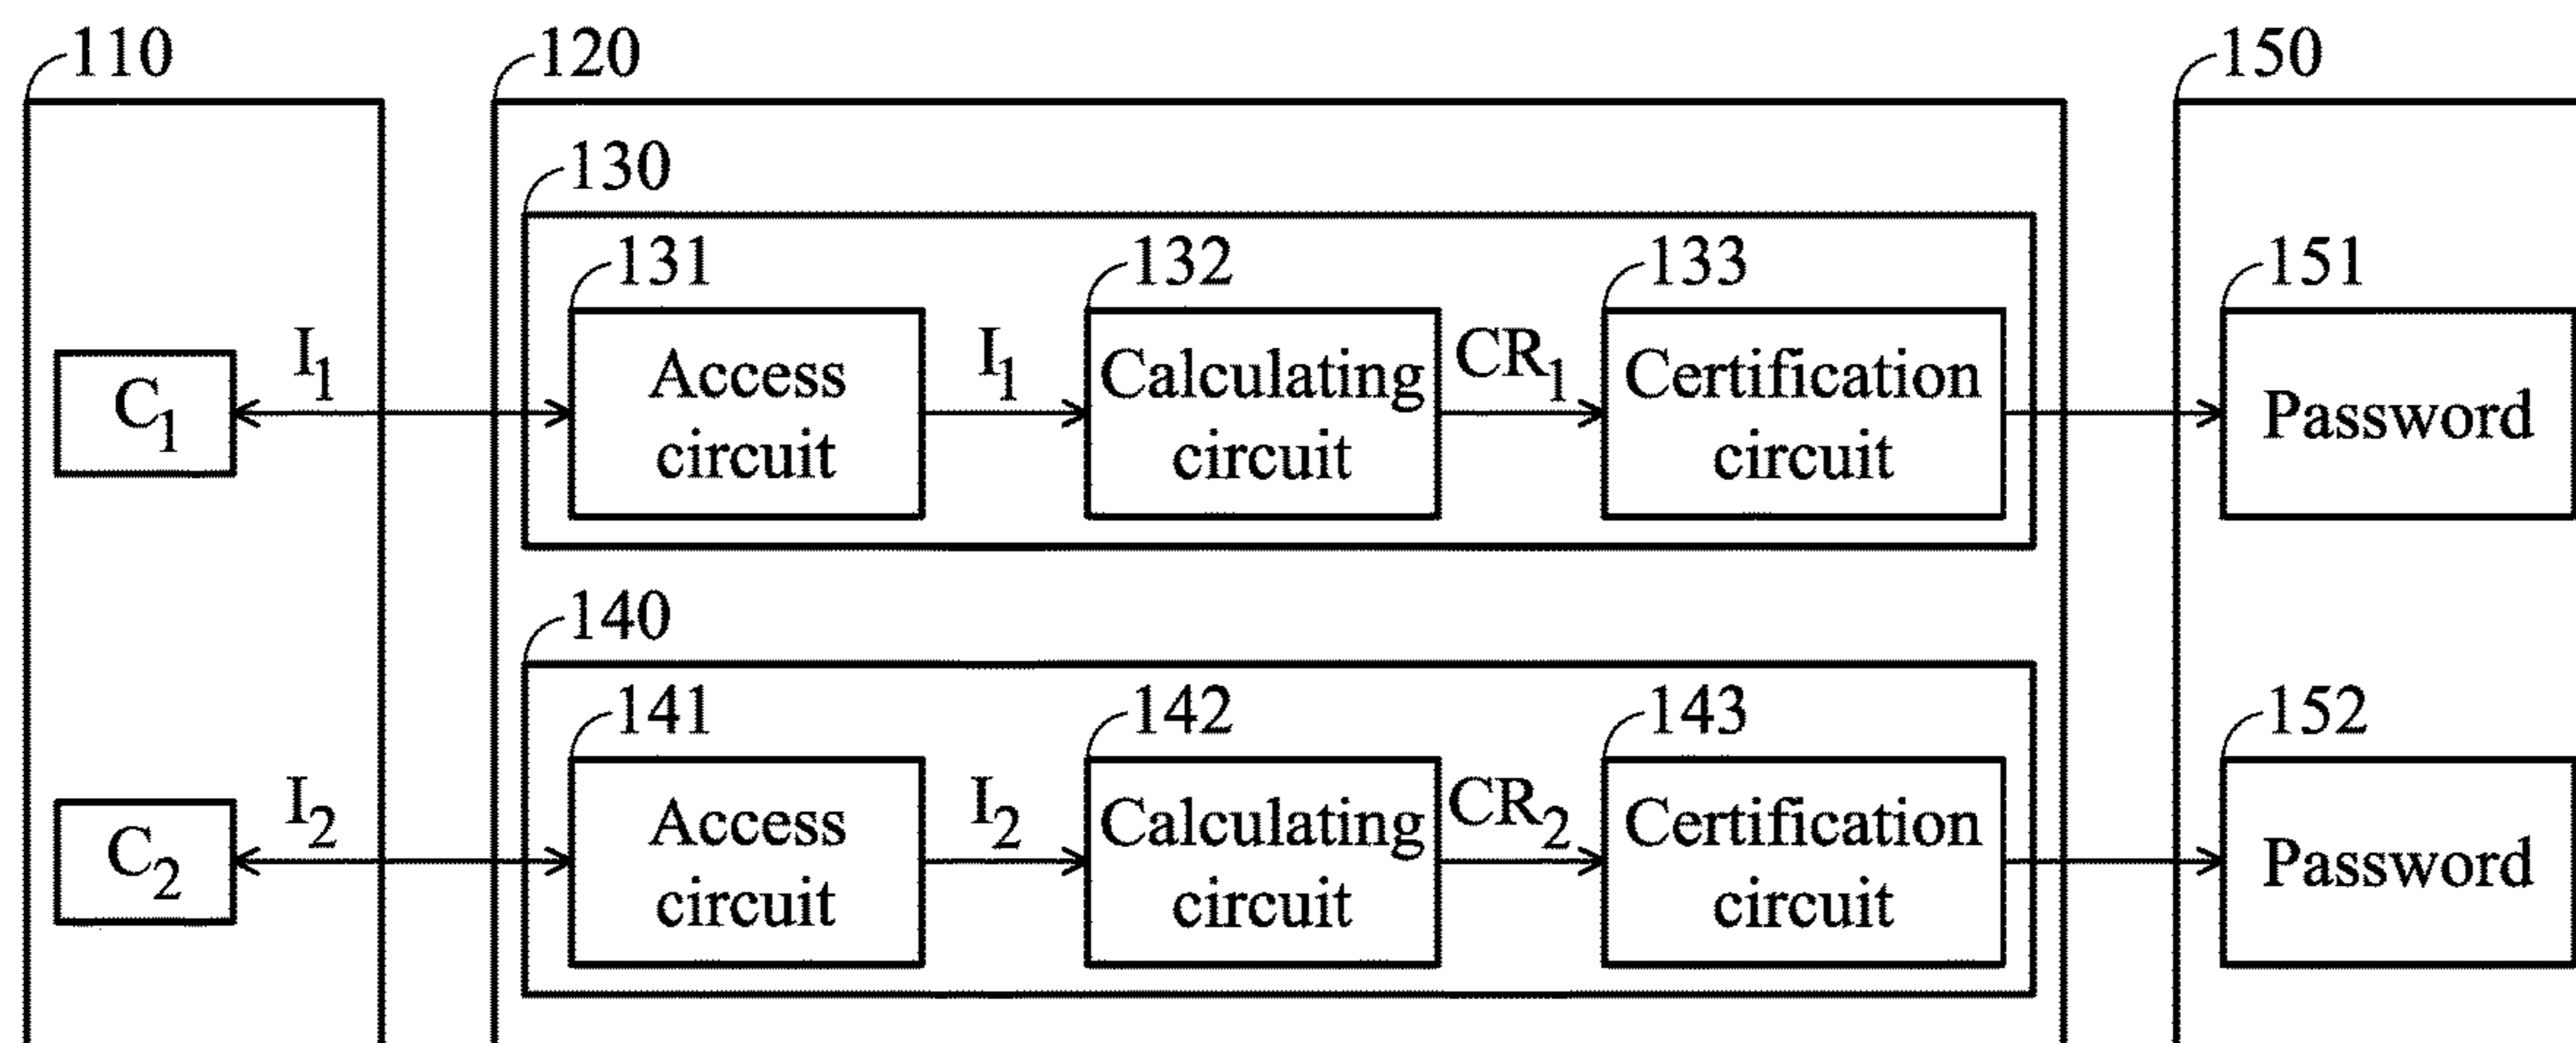 110
120
150
130
131
132
133
151
C1
I1
Access
circuit
I1
Calculating
circuit
CR1
Certification
circuit
Password
140
141
142
143
152
C2
I2
Access
circuit
I2
Calculating
circuit
CR2
Certification
circuit
Password